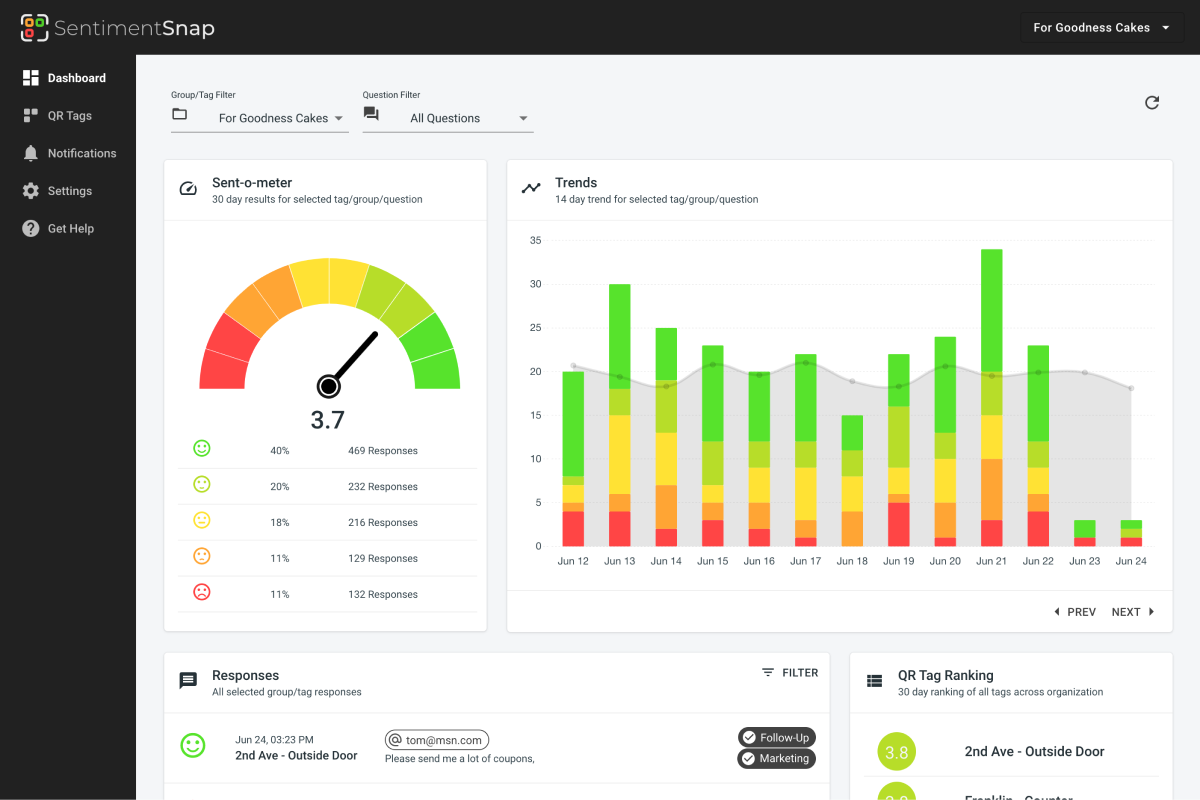 SentimentSnap
For Goodness Cakes
Dashboard
QR Tags
Notifications
Settings
Get Help
Group/Tag Filter
For Goodness Cakes
Question Filter
All Questions
Sent-o-meter
30 day results for selected tag/group/question
3.7
40% 469 Responses
20% 232 Responses
18% 216 Responses
11% 129 Responses
11% 132 Responses
Trends
14 day trend for selected tag/group/question
35
30
25
20
15
10
5
0
Jun 12 Jun 13 Jun 14 Jun 15 Jun 16 Jun 17 Jun 18 Jun 19 Jun 20 Jun 21 Jun 22 Jun 23 Jun 24
PREV NEXT
Responses
All selected group/tag responses
FILTER
Jun 24, 03:23 PM
2nd Ave - Outside Door
@ tom@msn.com
Please send me a lot of coupons,
Follow-Up
Marketing
QR Tag Ranking
30 day ranking of all tags across organization
3.8 2nd Ave - Outside Door
Franklin - Counter